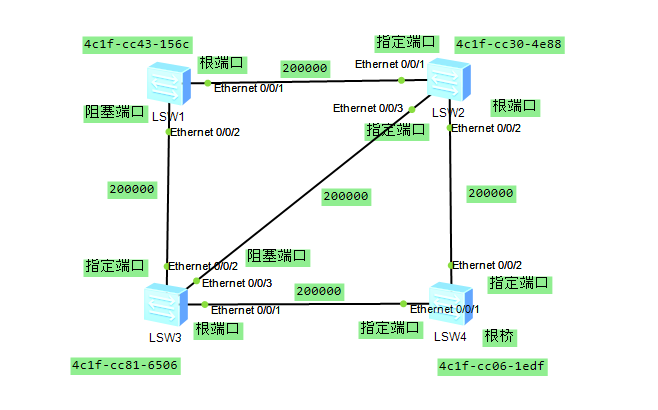 指定端口
4c1f-cc43-156c
4c1f-cc30-4e88
根端口
200000
Ethernet 0/0/1
Ethernet 0/0/1
阻塞端口
LSW1
Ethernet 0/0/3
LSW2
根端口
Ethernet 0/0/2
指定端口
Ethernet 0/0/2
200000
200000
200000
指定端口
Ethernet 0/0/2
阻塞端口
Ethernet 0/0/2
Ethernet 0/0/3
200000
指定端口
Ethernet 0/0/1
Ethernet 0/0/1
LSW3
根端口
指定端口
LSW4
根桥
4c1f-cc81-6506
4c1f-cc06-1edf